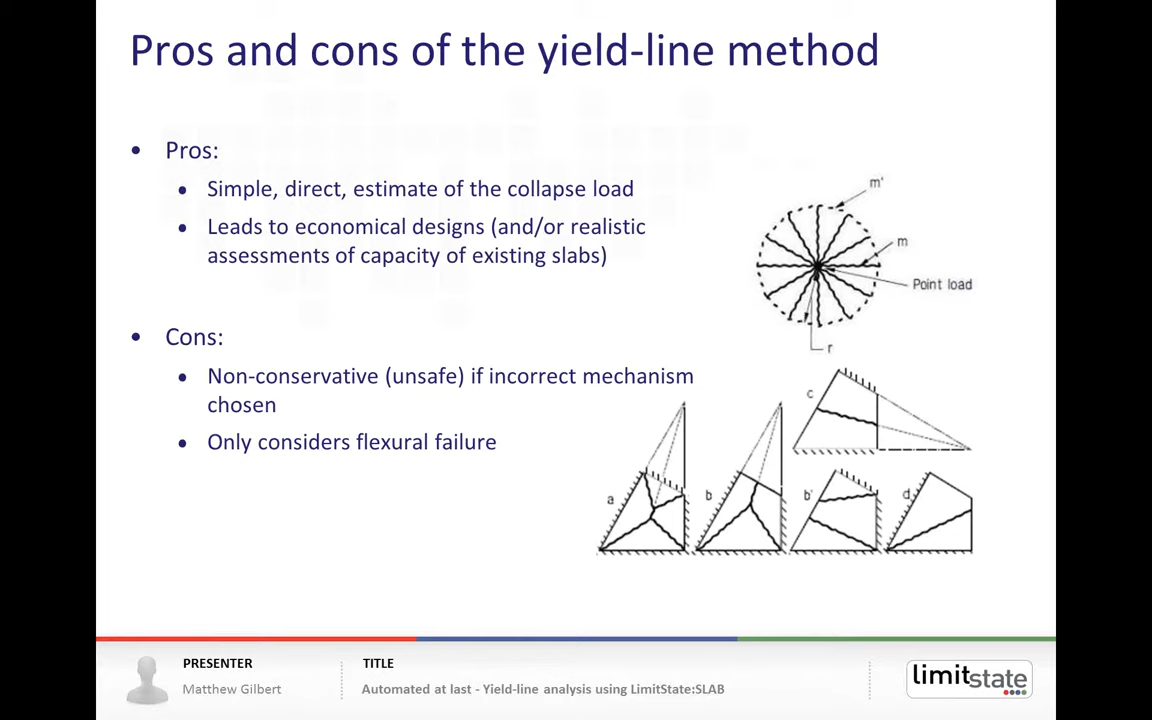 Pros and cons of the yield-line method
• Pros:
• Simple, direct, estimate of the collapse load
• Leads to economical designs (and/or realistic
assessments of capacity of existing slabs)
• Cons:
• Non-conservative (unsafe) if incorrect mechanism
chosen
• Only considers flexural failure
m'
m
Point load
r
c
a
b
b'
d
PRESENTER
Matthew Gilbert
TITLE
Automated at last - Yield-line analysis using LimitState:SLAB
limitstate